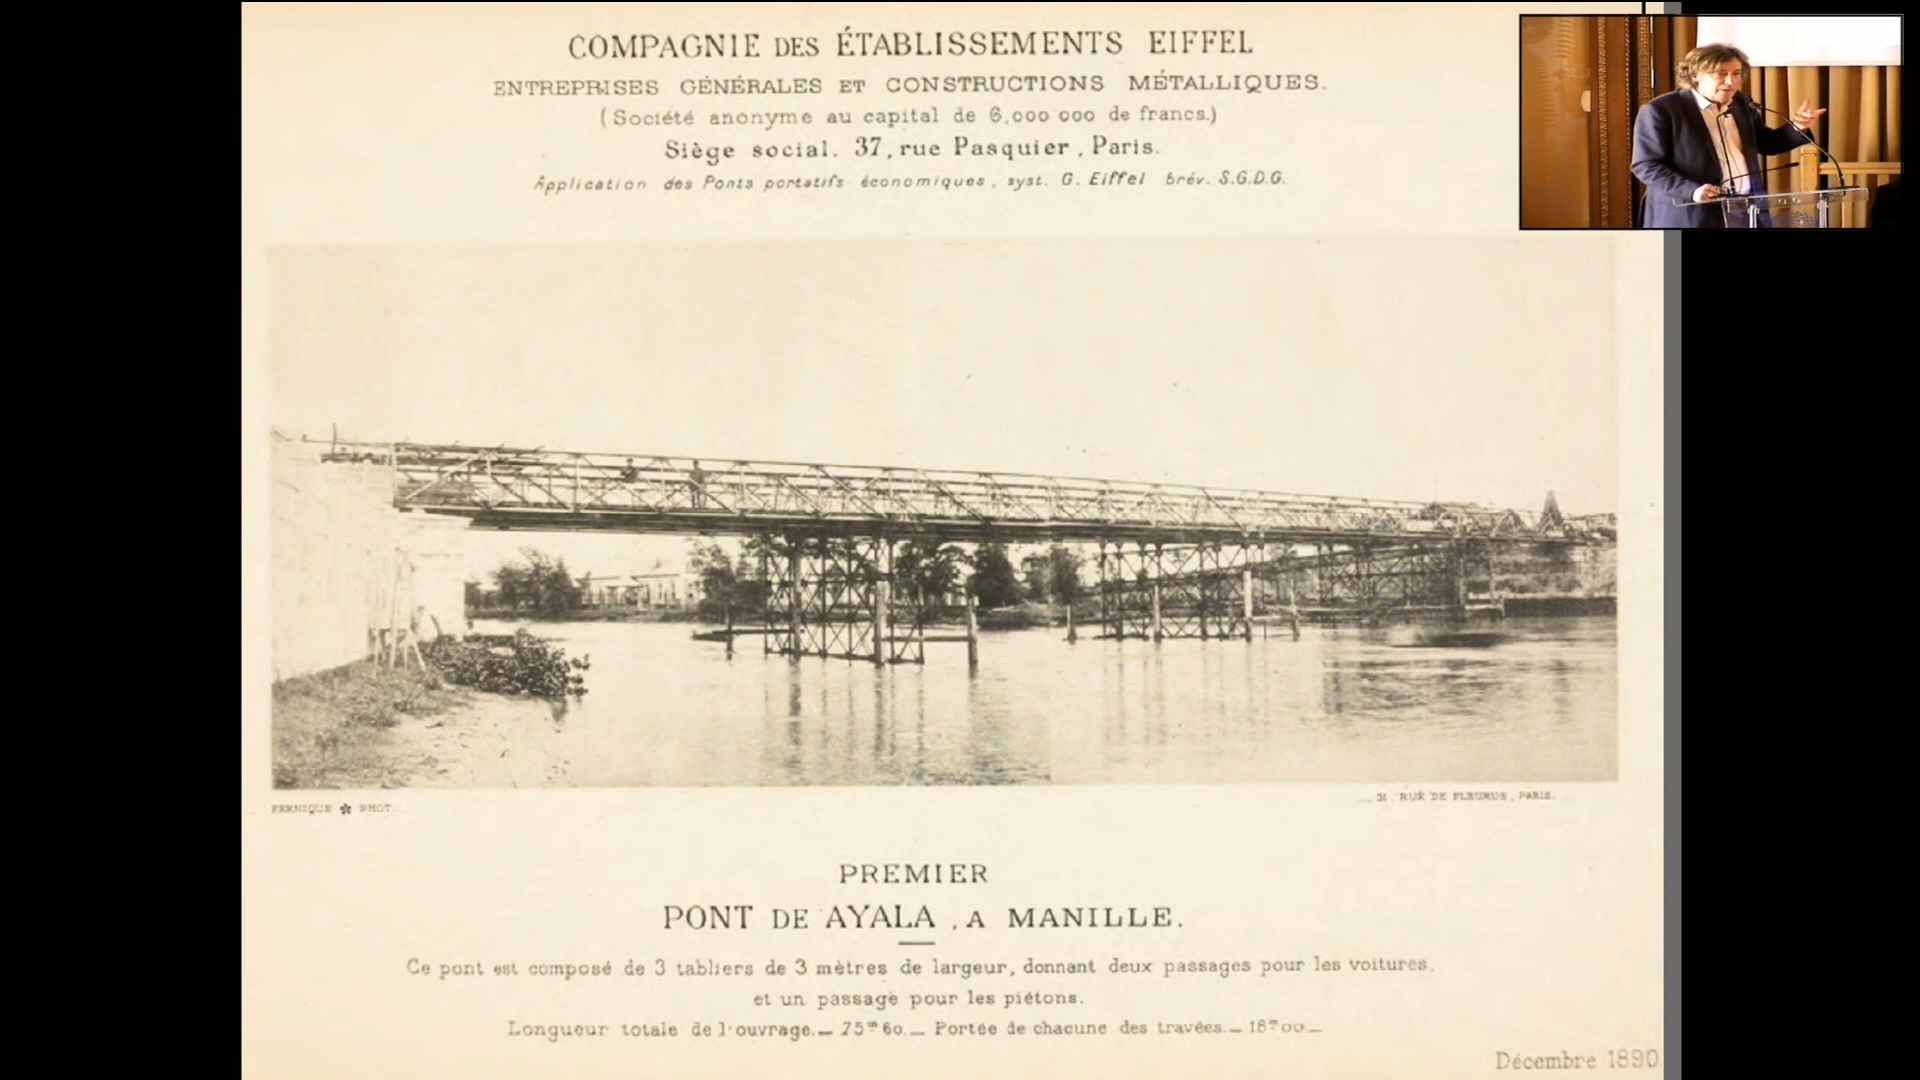 COMPAGNIE DES ÉTABLISSEMENTS EIFFEL
ENTREPRISES GÉNÉRALES ET CONSTRUCTIONS MÉTALLIQUES.
(Société anonyme au capital de 6,000 000 de francs.)
Siège social. 37, rue Pasquier, Paris.
Application des Ponts portatifs économiques, syst. G. Eiffel brév. S.G.D.G.
FERNIQUE ✽ PHOT.
31 RUE DE FLEURUS, PARIS.
PREMIER
PONT DE AYALA, A MANILLE.
Ce pont est composé de 3 tabliers de 3 mètres de largeur, donnant deux passages pour les voitures,
et un passage pour les piétons.
Longueur totale de l'ouvrage._ 75m 60._ Portée de chacune des travées._ 18m 00_
Décembre 1890.